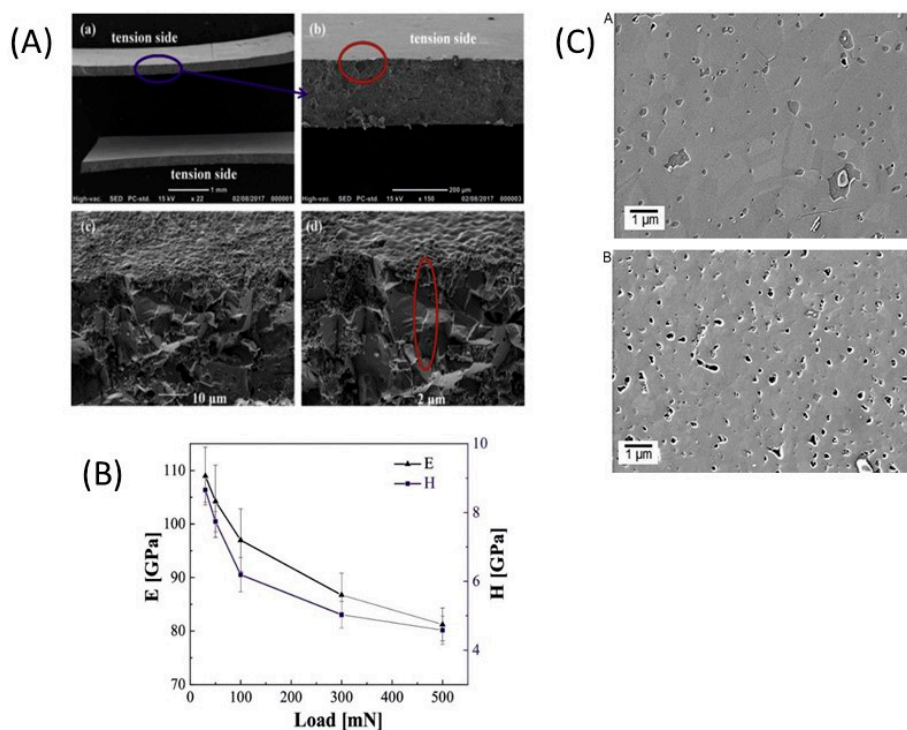 (A)
(a)
tension side
tension side
1 mm
High-vac. SED PC-std. 15 kV x 22 02/08/2017 800001
(b)
tension side
200 µm
High-vac. SED PC-std. 15 kV x 150 02/08/2017 000003
(c)
10 µm
(d)
2 µm
(B)
E [GPa]
110
100
90
80
70
0
100
200
300
400
500
Load [mN]
E
H
10
8
6
4
H [GPa]
(C)
A
1 µm
B
1 µm